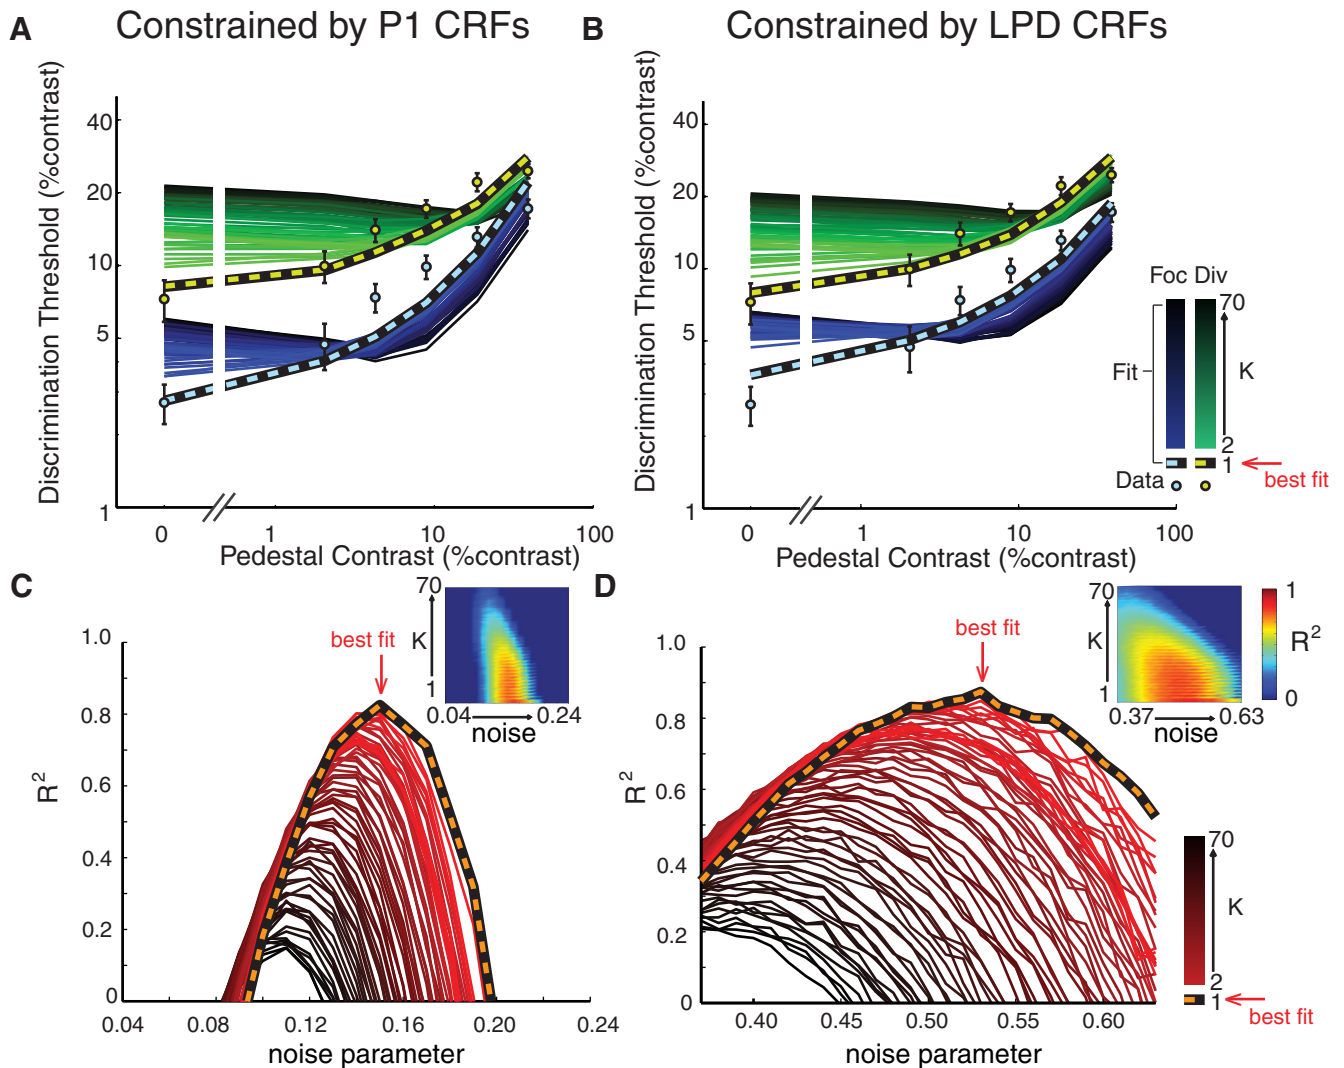 A Constrained by P1 CRFs
B Constrained by LPD CRFs
Discrimination Threshold (%contrast)
40
20
10
5
1
0 1 10 100
Pedestal Contrast (%contrast)
Discrimination Threshold (%contrast)
40
20
10
5
1
0 1 10 100
Pedestal Contrast (%contrast)
Foc Div
70
K
2
Fit
1
best fit
Data
C
R2
1.0
0.8
0.6
0.4
0.2
0
0.04 0.08 0.12 0.16 0.20 0.24
noise parameter
best fit
70
K
1
0.04 0.24
noise
D
R2
1.0
0.8
0.6
0.4
0.2
0
0.40 0.45 0.50 0.55 0.60
noise parameter
best fit
70
K
1
0.37 0.63
noise
1
R2
0
70
K
2
1
best fit